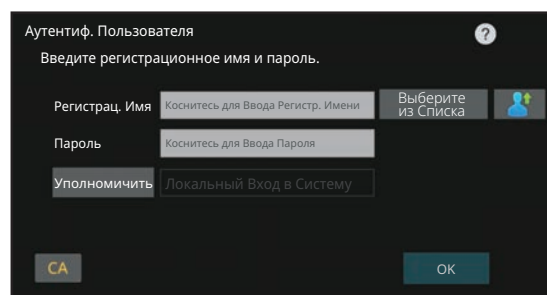 Аутентиф. Пользователя
?
Введите регистрационное имя и пароль.
Регистрац. Имя
Коснитесь для Ввода Регистр. Имени
Выберите
из Списка
Пароль
Коснитесь для Ввода Пароля
Уполномичить
Локальный Вход в Систему
CA
OK